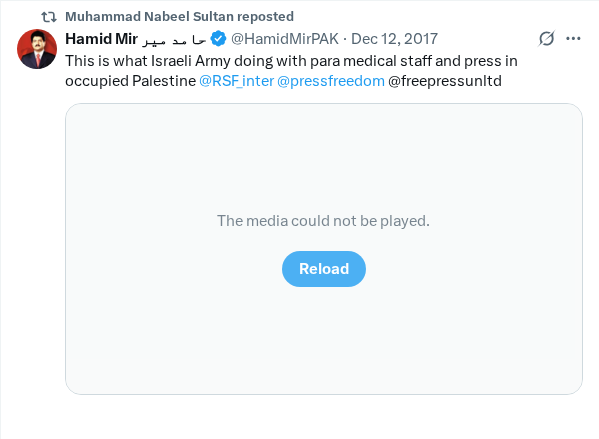 Muhammad Nabeel Sultan reposted
Hamid Mir حامد میر @HamidMirPAK · Dec 12, 2017
This is what Israeli Army doing with para medical staff and press in
occupied Palestine @RSF_inter @pressfreedom @freepressunltd
The media could not be played.
Reload